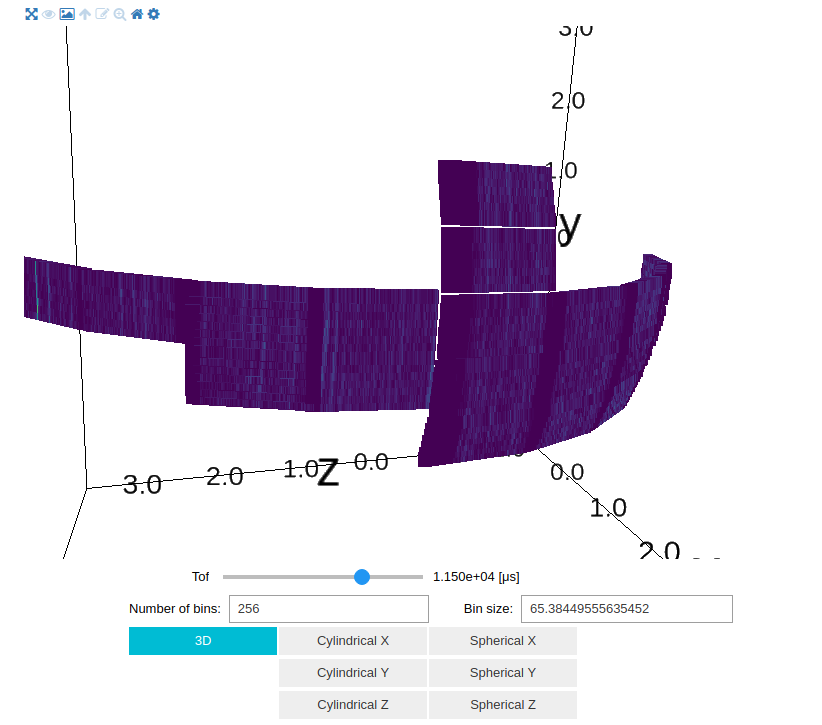 3.0
2.0
1.0
y
0
3.0
2.0
1.0
z
0.0
0.0
1.0
2.0
Tof 1.150e+04 [µs]
Number of bins: 256 Bin size: 65.38449555635452
3D Cylindrical X Spherical X
Cylindrical Y Spherical Y
Cylindrical Z Spherical Z